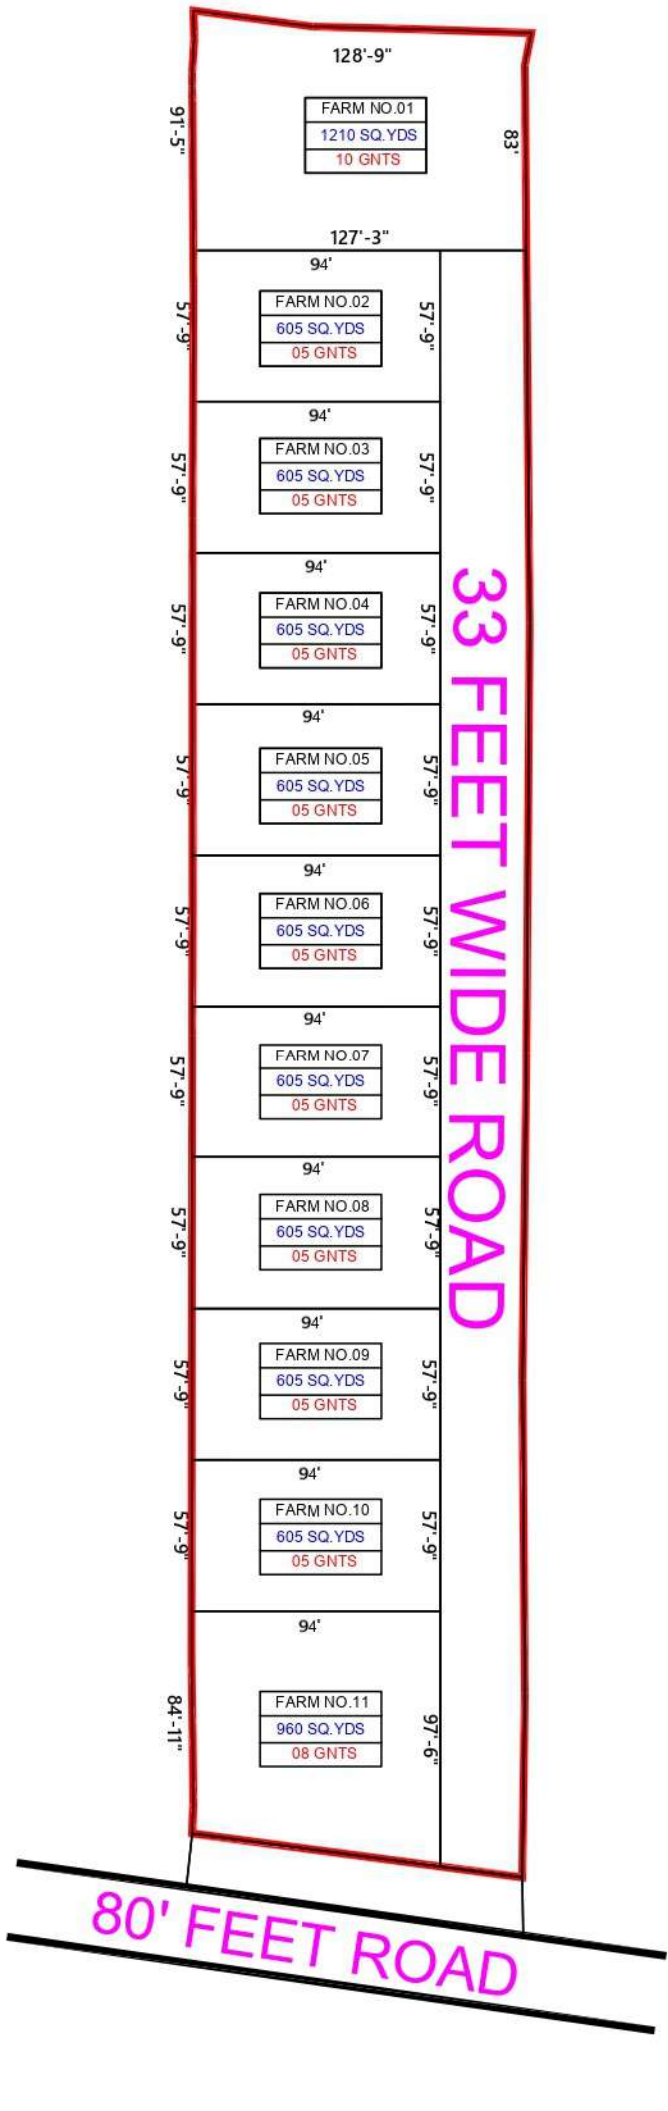 128'-9"
91'-5"
FARM NO.01
1210 SQ.YDS
10 GNTS
83'
127'-3"
94'
57'-9"
FARM NO.02
605 SQ.YDS
05 GNTS
57'-9"
94'
57'-9"
FARM NO.03
605 SQ.YDS
05 GNTS
57'-9"
94'
57'-9"
FARM NO.04
605 SQ.YDS
05 GNTS
57'-9"
94'
57'-9"
FARM NO.05
605 SQ.YDS
05 GNTS
57'-9"
94'
57'-9"
FARM NO.06
605 SQ.YDS
05 GNTS
57'-9"
94'
57'-9"
FARM NO.07
605 SQ.YDS
05 GNTS
57'-9"
94'
57'-9"
FARM NO.08
605 SQ.YDS
05 GNTS
57'-9"
94'
57'-9"
FARM NO.09
605 SQ.YDS
05 GNTS
57'-9"
94'
57'-9"
FARM NO.10
605 SQ.YDS
05 GNTS
57'-9"
94'
84'-11"
FARM NO.11
960 SQ.YDS
08 GNTS
97'-6"
33 FEET WIDE ROAD
80' FEET ROAD